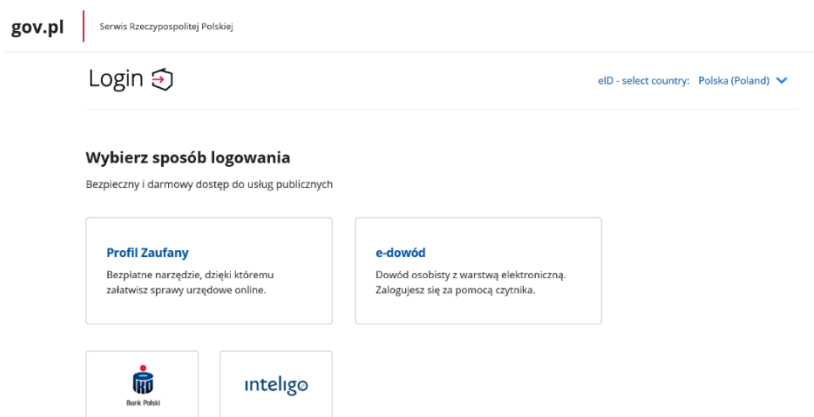 gov.pl Serwis Rzeczypospolitej Polskiej
Login eID - select country: Polska (Poland)
Wybierz sposób logowania
Bezpieczny i darmowy dostęp do usług publicznych
Profil Zaufany
Bezpłatne narzędzie, dzięki któremu
załatwisz sprawy urzędowe online.
e-dowód
Dowód osobisty z warstwą elektroniczną.
Zalogujesz się za pomocą czytnika.
PKO
Bank Polski
inteligo